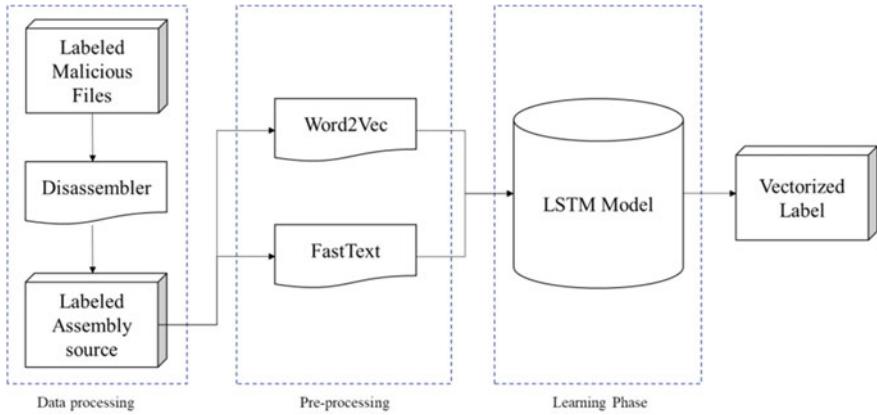 Labeled
Malicious
Files
Disassembler
Labeled
Assembly
source
Data processing
Word2Vec
FastText
Pre-processing
LSTM Model
Learning Phase
Vectorized
Label